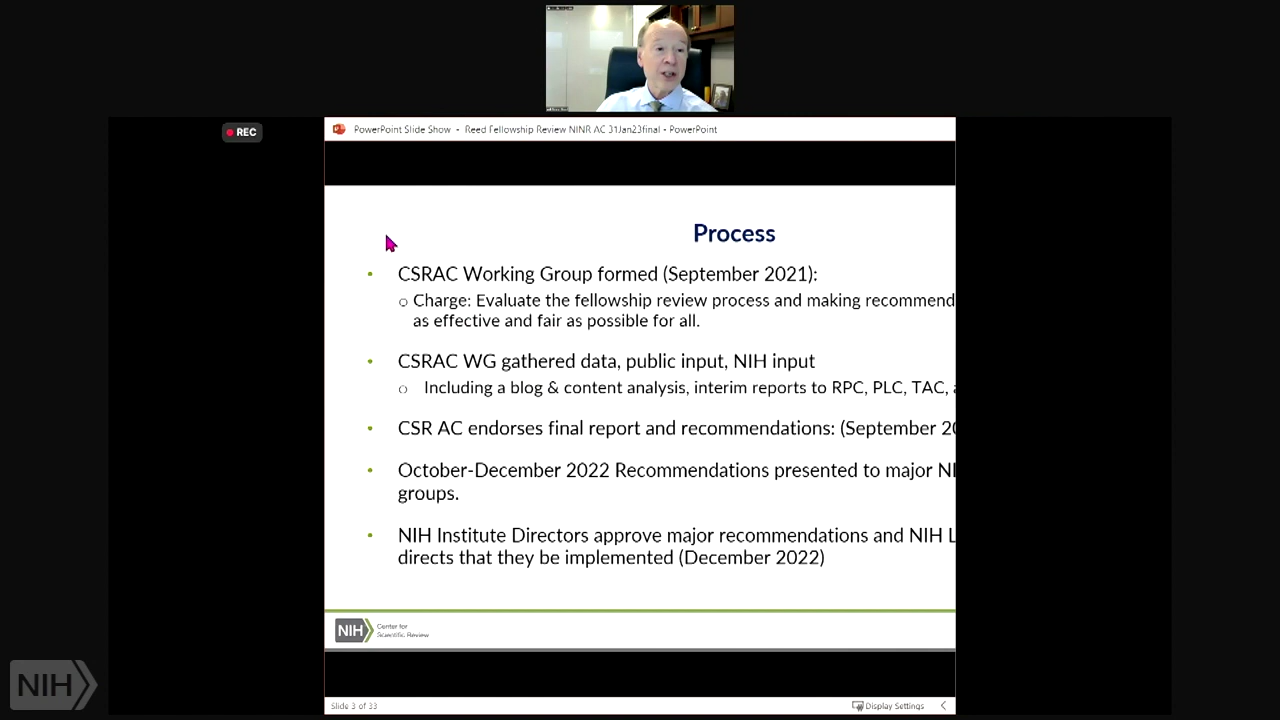 REC
PowerPoint Slide Show - Reed Fellowship Review NINR AC 31Jan23final - PowerPoint
Process
• CSRAC Working Group formed (September 2021):
o Charge: Evaluate the fellowship review process and making recommend
as effective and fair as possible for all.
• CSRAC WG gathered data, public input, NIH input
o Including a blog & content analysis, interim reports to RPC, PLC, TAC,
• CSR AC endorses final report and recommendations: (September 20
• October-December 2022 Recommendations presented to major NI
groups.
• NIH Institute Directors approve major recommendations and NIH L
directs that they be implemented (December 2022)
NIH Center for
Scientific Review
NIH
Slide 3 of 33
Display Settings